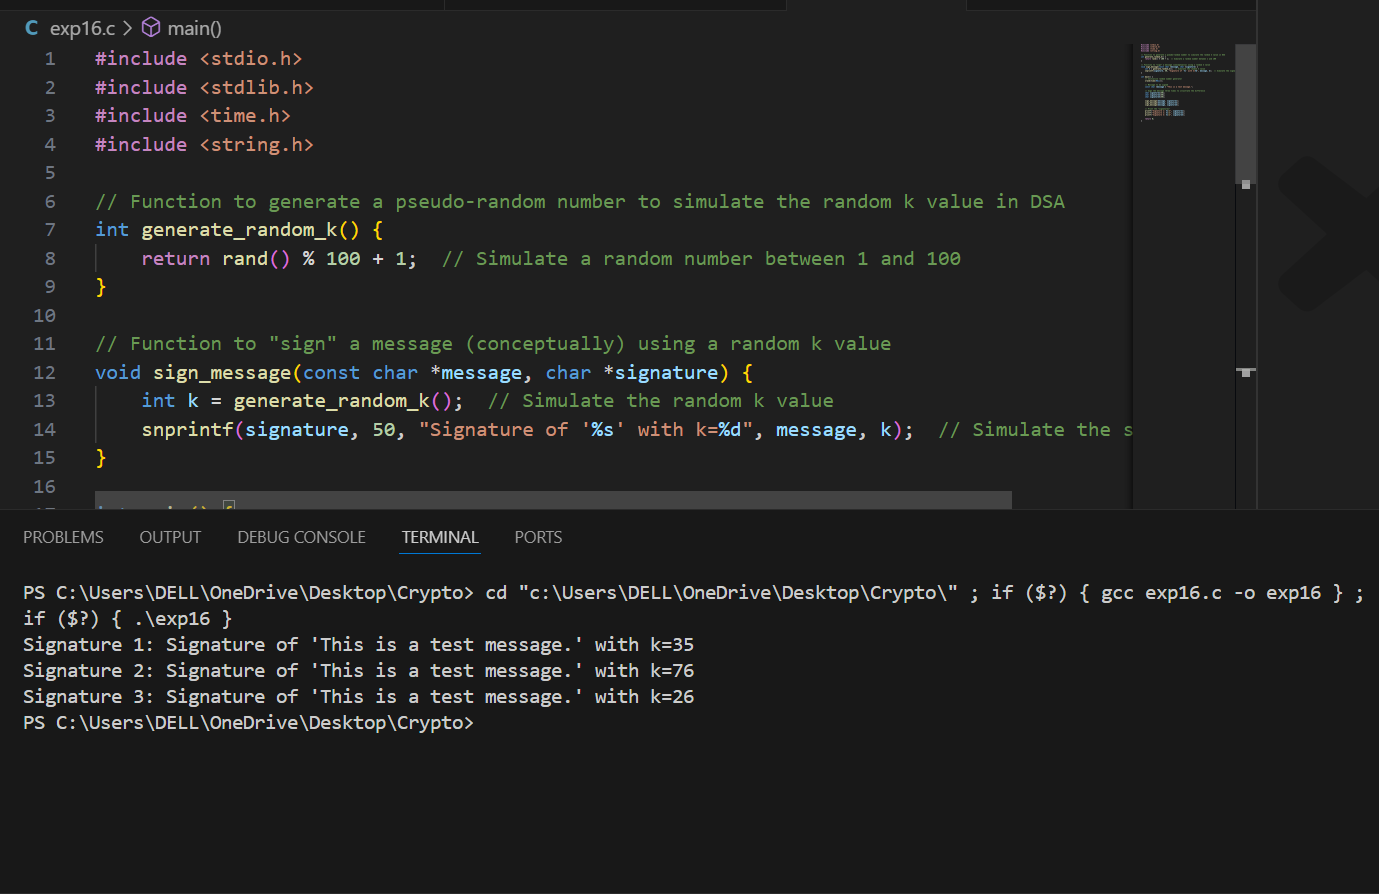 C exp16.c > main()
1 #include <stdio.h>
2 #include <stdlib.h>
3 #include <time.h>
4 #include <string.h>
5
6 // Function to generate a pseudo-random number to simulate the random k value in DSA
7 int generate_random_k() {
8     return rand() % 100 + 1;  // Simulate a random number between 1 and 100
9 }
10
11 // Function to "sign" a message (conceptually) using a random k value
12 void sign_message(const char *message, char *signature) {
13     int k = generate_random_k();  // Simulate the random k value
14     snprintf(signature, 50, "Signature of '%s' with k=%d", message, k);  // Simulate the s
15 }
16
PROBLEMS OUTPUT DEBUG CONSOLE TERMINAL PORTS
PS C:\Users\DELL\OneDrive\Desktop\Crypto> cd "c:\Users\DELL\OneDrive\Desktop\Crypto\" ; if ($?) { gcc exp16.c -o exp16 } ;
if ($?) { .\exp16 }
Signature 1: Signature of 'This is a test message.' with k=35
Signature 2: Signature of 'This is a test message.' with k=76
Signature 3: Signature of 'This is a test message.' with k=26
PS C:\Users\DELL\OneDrive\Desktop\Crypto>